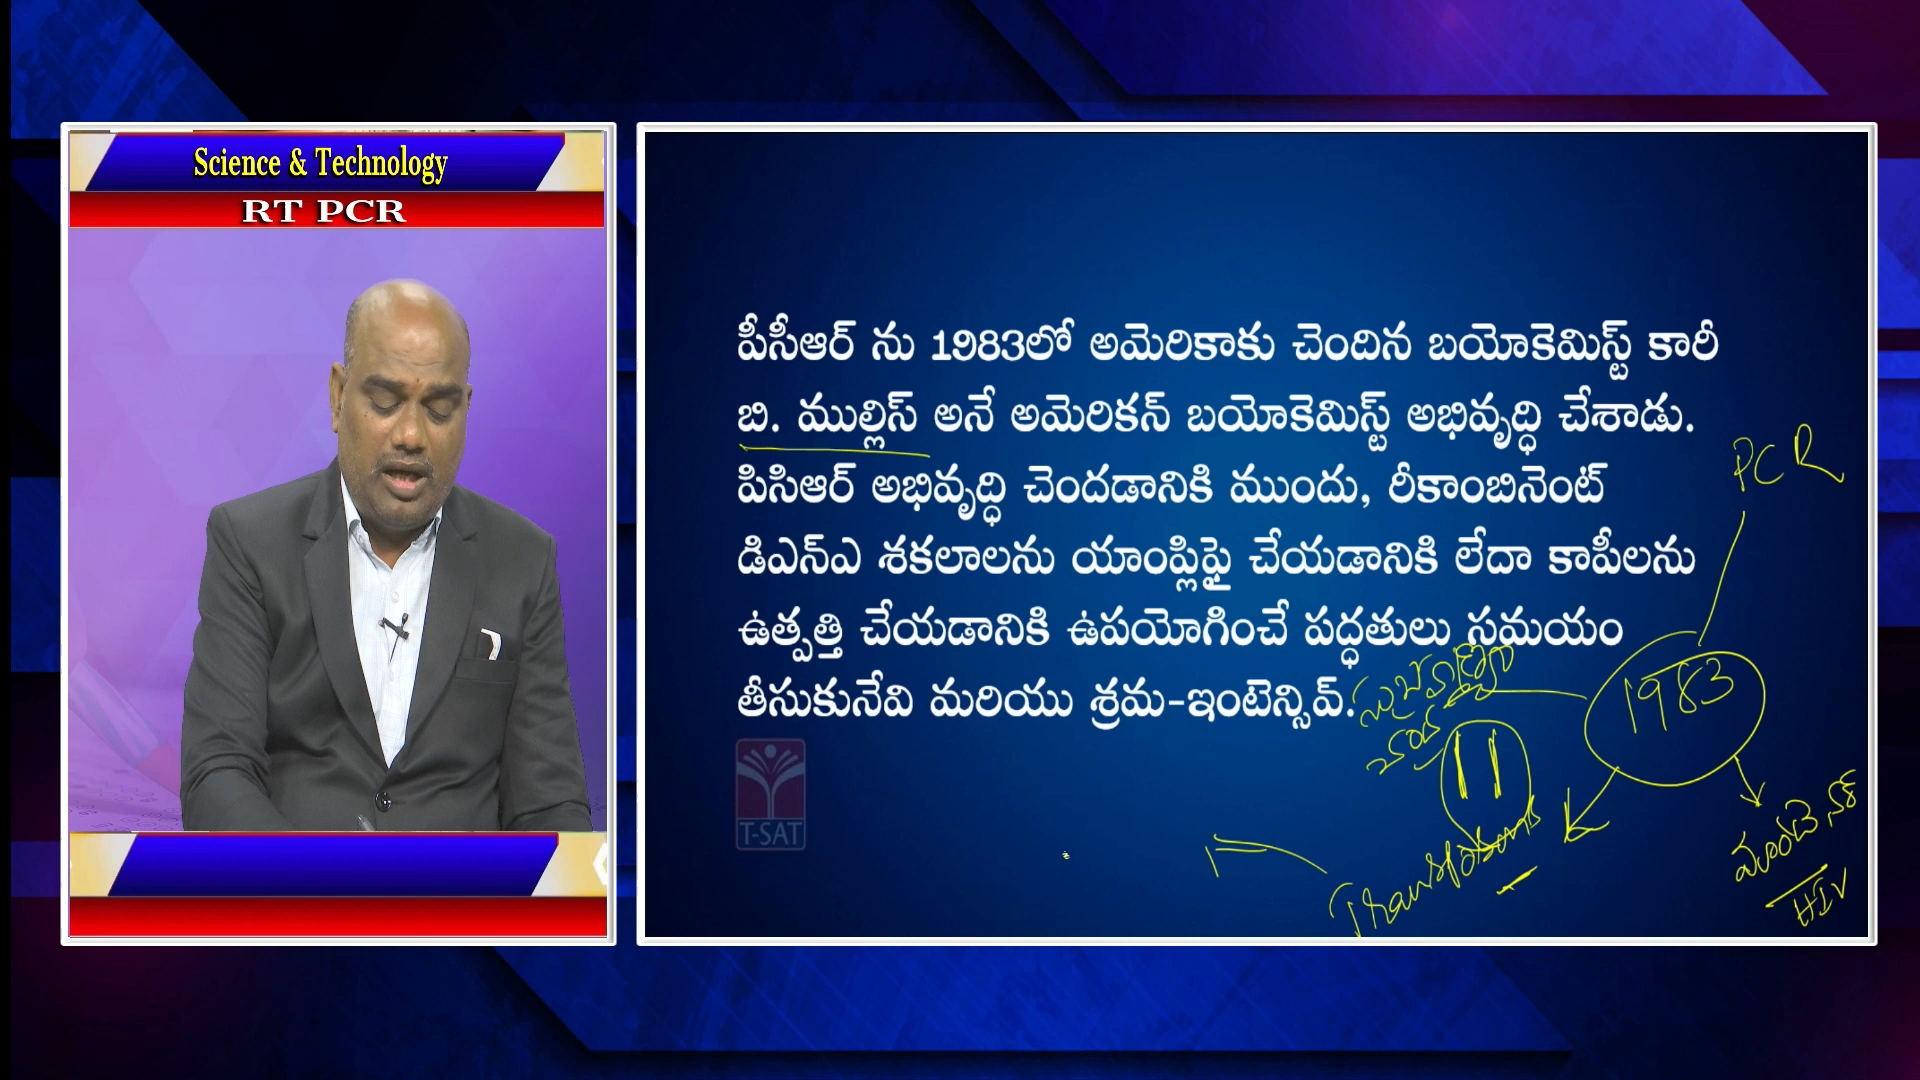 Science & Technology
RT PCR
పీసీఆర్ ను 1983లో అమెరికాకు చెందిన బయోకెమిస్ట్ కారీ
బి. ముల్లిస్ అనే అమెరికన్ బయోకెమిస్ట్ అభివృద్ధి చేశాడు.
పిసిఆర్ అభివృద్ధి చెందడానికి ముందు, రీకాంబినెంట్
డిఎన్ఎ శకలాలను యాంప్లిఫై చేయడానికి లేదా కాపీలను
ఉత్పత్తి చేయడానికి ఉపయోగించే పద్ధతులు సమయం
తీసుకునేవి మరియు శ్రమ-ఇంటెన్సివ్.
PCR
1983
Transposons
HIV
T-SAT